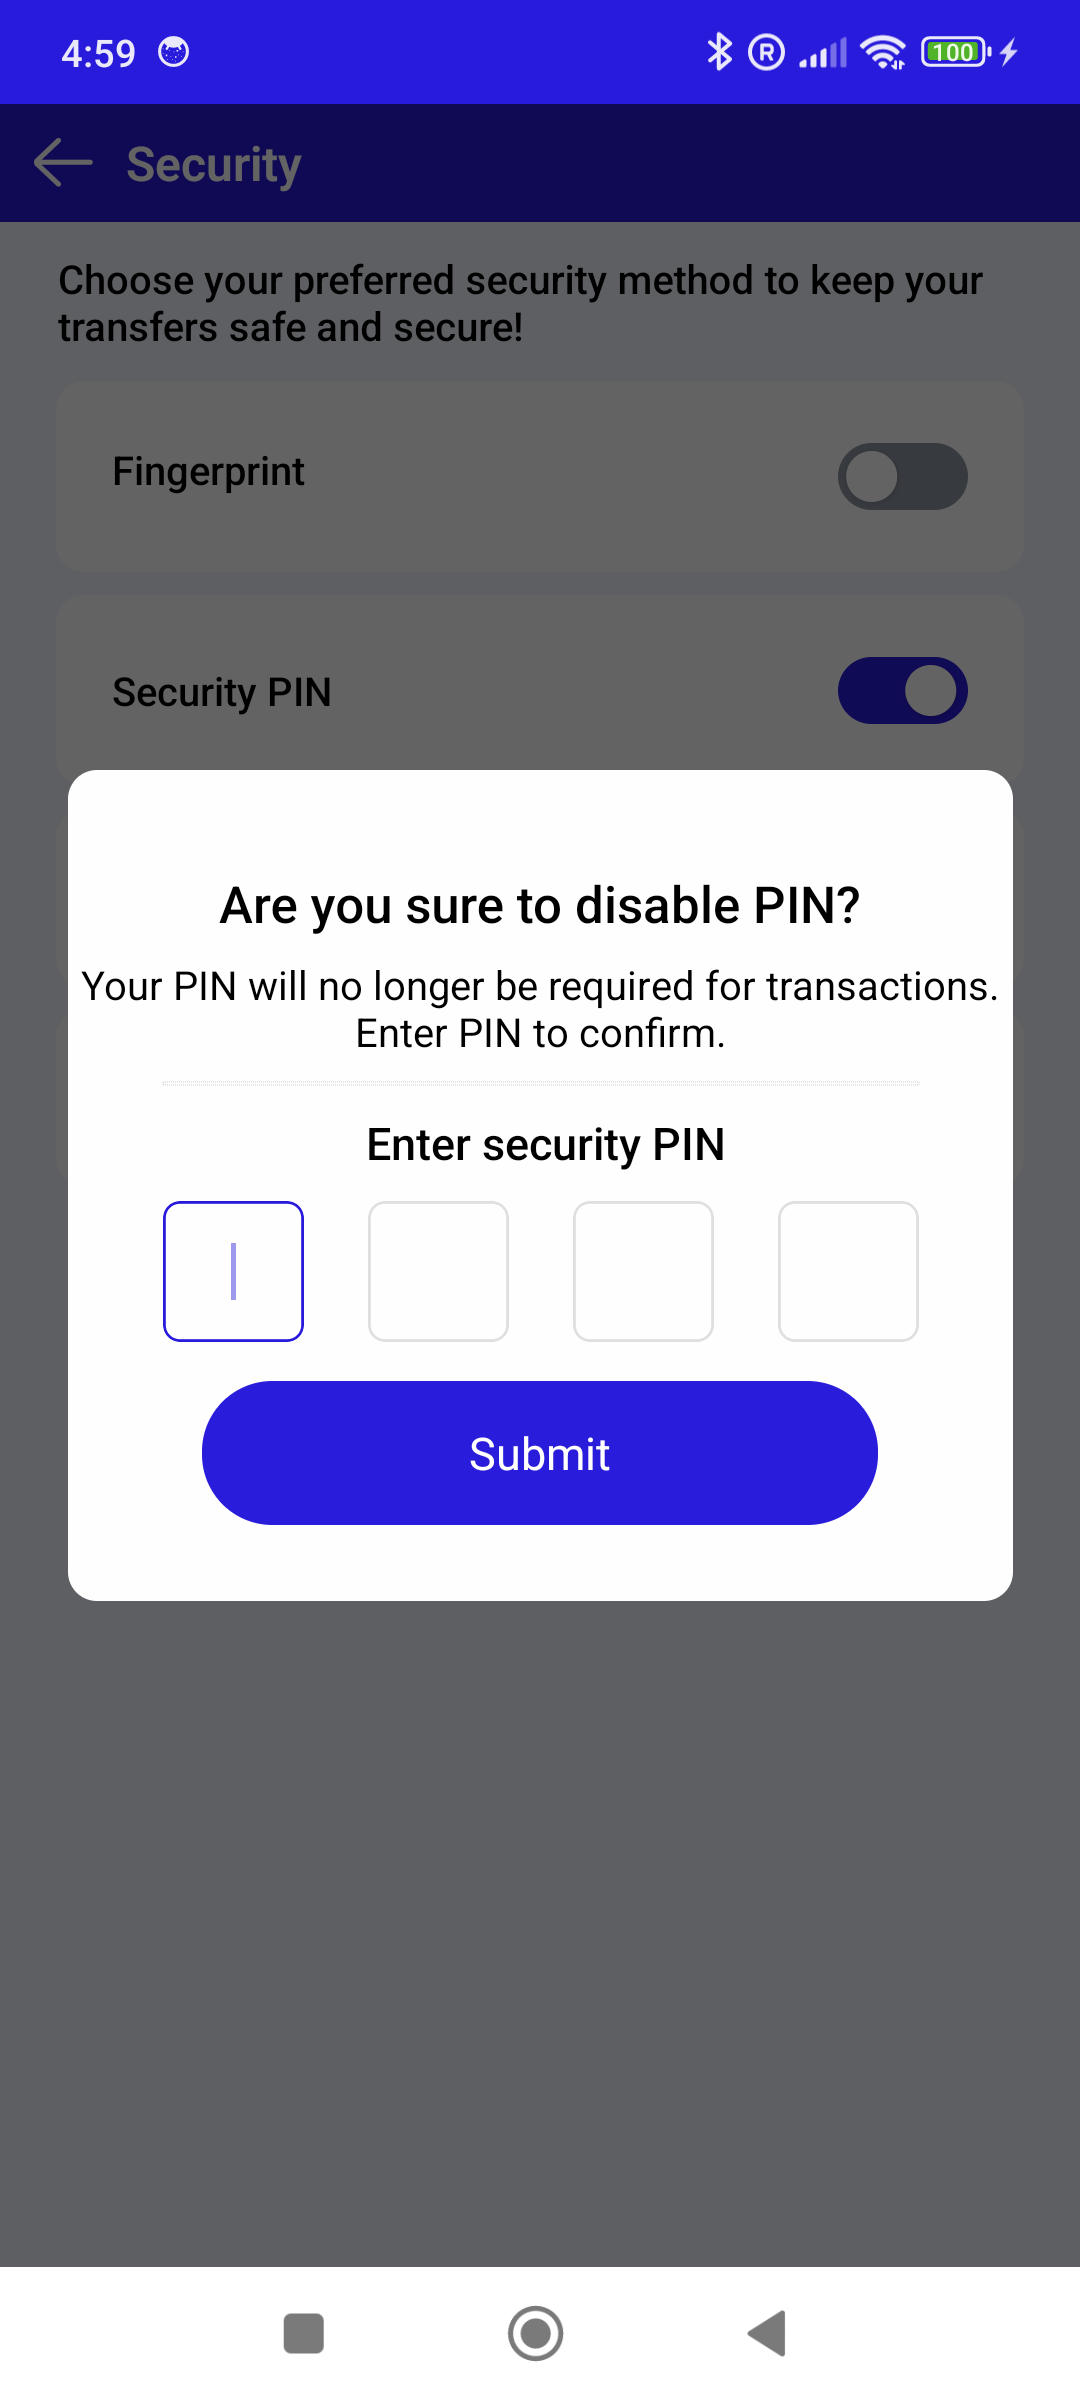 4:59
R
100
Security
Choose your preferred security method to keep your
transfers safe and secure!
Fingerprint
Security PIN
Are you sure to disable PIN?
Your PIN will no longer be required for transactions.
Enter PIN to confirm.
Enter security PIN
Submit